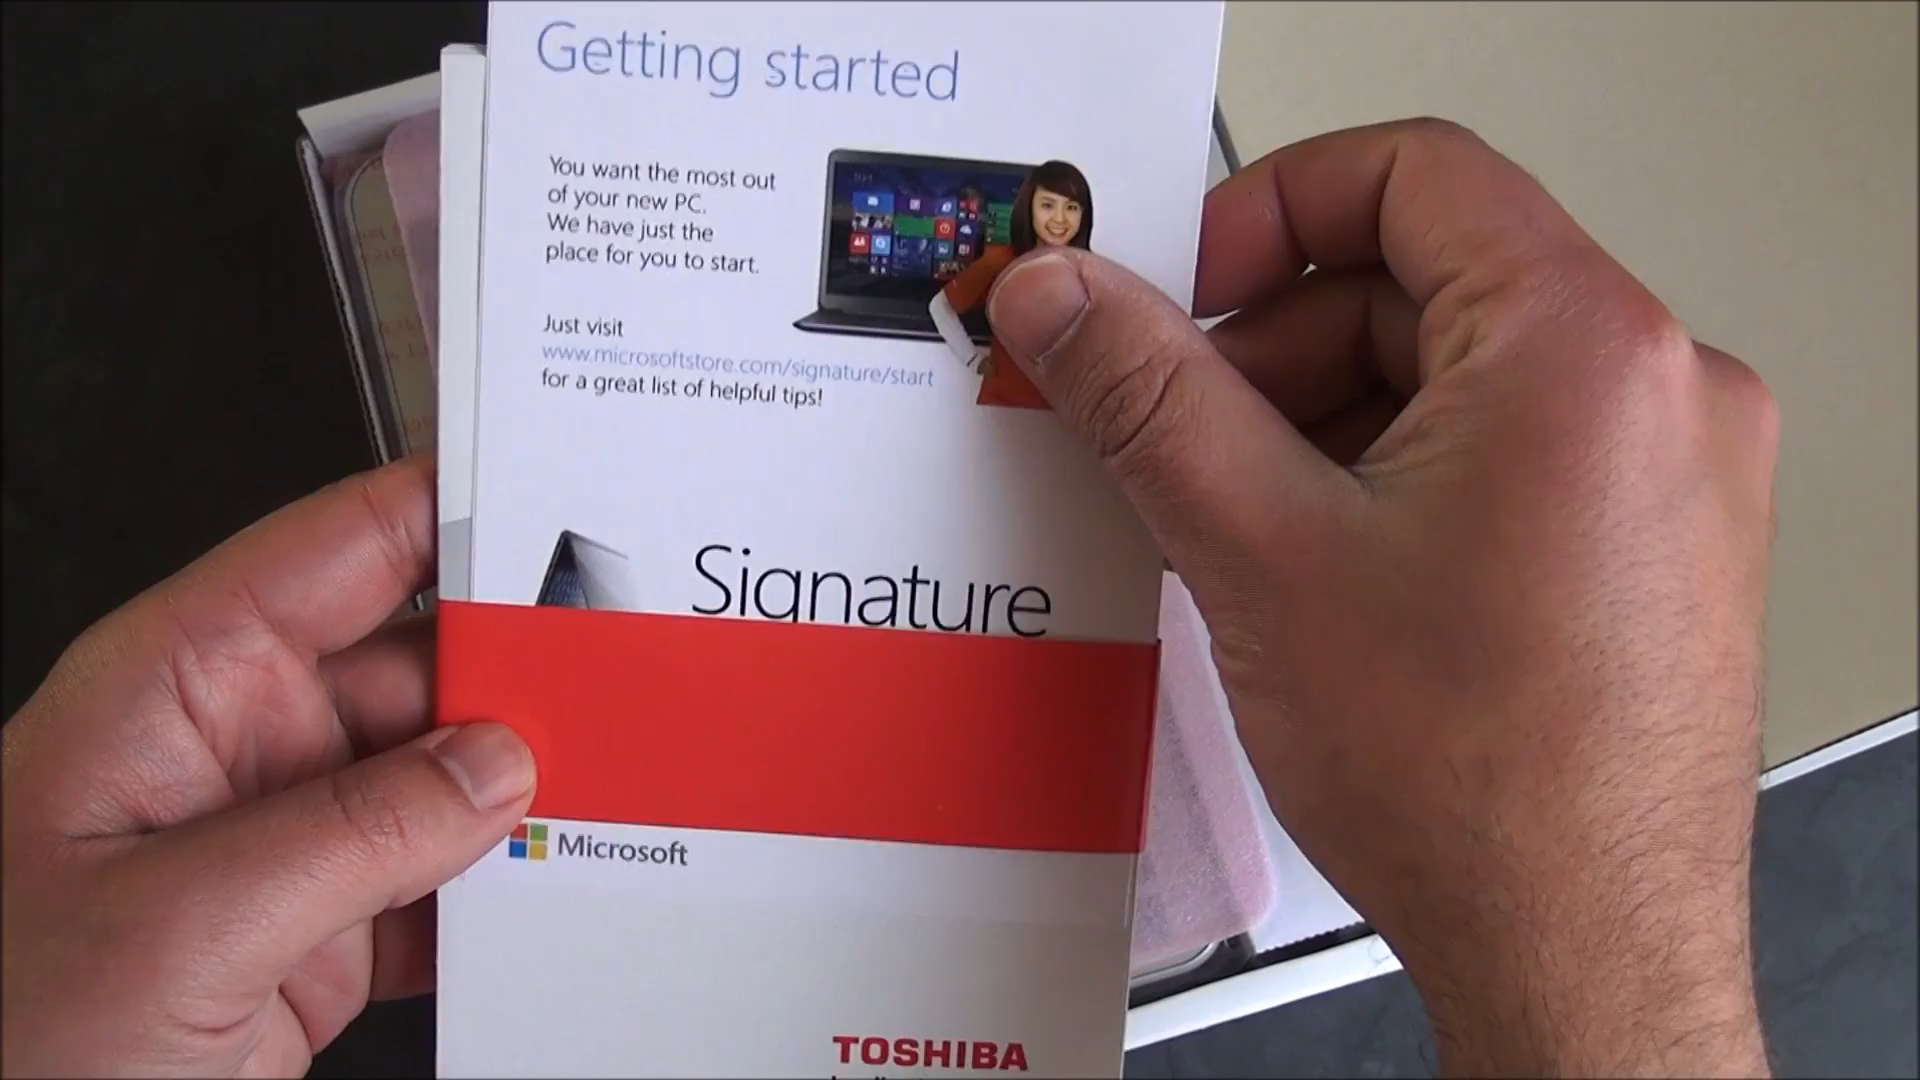 Getting started
You want the most out
of your new PC.
We have just the
place for you to start.
Just visit
www.microsoftstore.com/signature/start
for a great list of helpful tips!
Signature
Microsoft
TOSHIBA